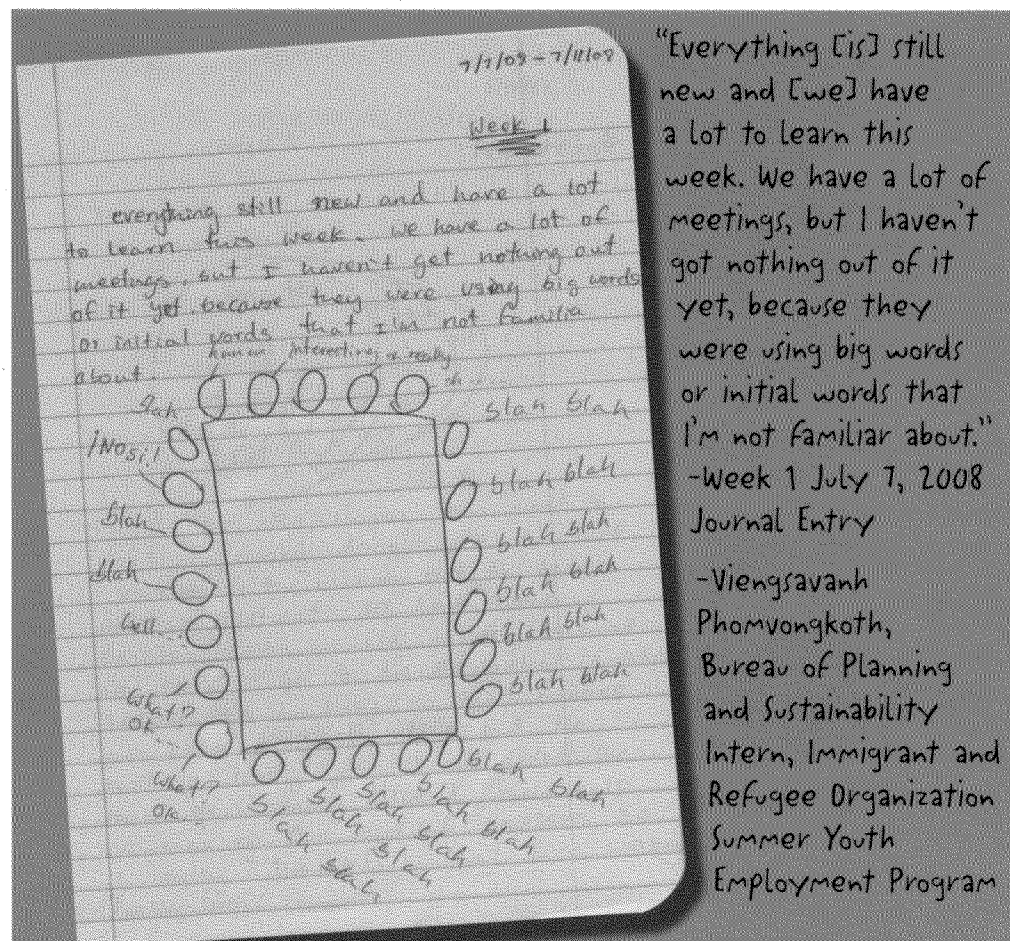 7/7/08 - 7/11/08
Week 1
everything still new and have a lot
to learn this week. We have a lot of
meetings, but I haven't get nothing out
of it yet because they were using big words
or initial words that I'm not familia
about.
hmmm interesting really
blah blah
blah blah
blah blah
blah blah
blah blah
blah blah
blah
blah
Well...
What?
OK...
What?
OK...
blah blah
blah blah
blah blah
blah blah
blah blah
"Everything [is] still
new and [we] have
a lot to learn this
week. We have a lot of
meetings, but I haven't
got nothing out of it
yet, because they
were using big words
or initial words that
I'm not familiar about."
-Week 1 July 7, 2008
Journal Entry
-Viengsavanh
Phomvongkoth,
Bureau of Planning
and Sustainability
Intern, Immigrant and
Refugee Organization
Summer Youth
Employment Program